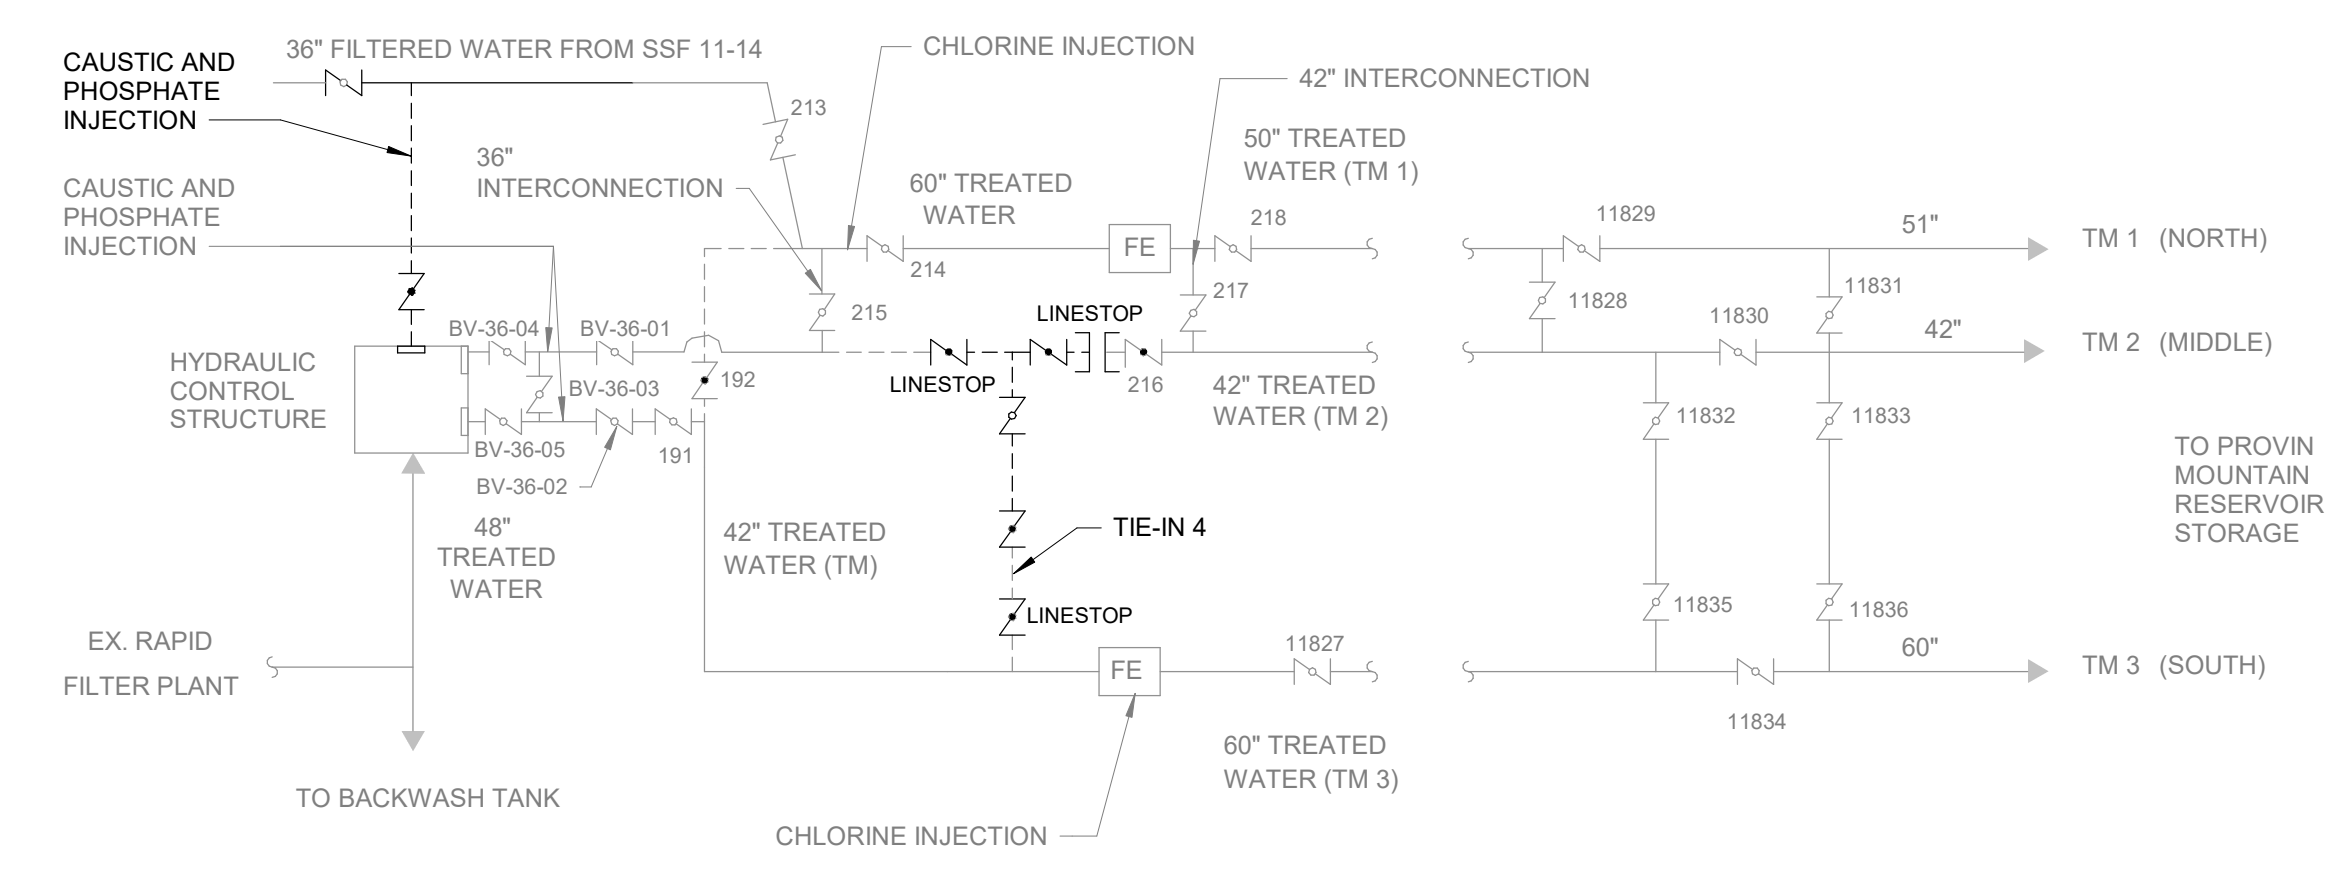 36" FILTERED WATER FROM SSF 11-14
CAUSTIC AND
PHOSPHATE
INJECTION
CHLORINE INJECTION
42" INTERCONNECTION
213
36"
INTERCONNECTION
50" TREATED
WATER (TM 1)
CAUSTIC AND
PHOSPHATE
INJECTION
60" TREATED
WATER
218
11829
51"
TM 1 (NORTH)
FE
214
217
11828
11831
215
LINESTOP
11830
42"
BV-36-04
BV-36-01
TM 2 (MIDDLE)
HYDRAULIC
CONTROL
STRUCTURE
BV-36-03
192
LINESTOP
216
42" TREATED
WATER (TM 2)
11832
11833
BV-36-05
191
BV-36-02
TO PROVIN
MOUNTAIN
RESERVOIR
STORAGE
48"
TREATED
WATER
42" TREATED
WATER (TM)
TIE-IN 4
LINESTOP
11835
11836
EX. RAPID
FILTER PLANT
11827
60"
FE
TM 3 (SOUTH)
11834
60" TREATED
WATER (TM 3)
TO BACKWASH TANK
CHLORINE INJECTION